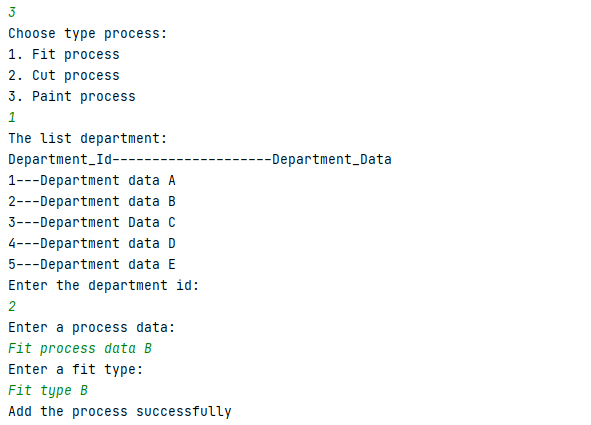 3
Choose type process:
1. Fit process
2. Cut process
3. Paint process
1
The list department:
Department_Id--------------------Department_Data
1---Department data A
2---Department data B
3---Department Data C
4---Department data D
5---Department data E
Enter the department id:
2
Enter a process data:
Fit process data B
Enter a fit type:
Fit type B
Add the process successfully